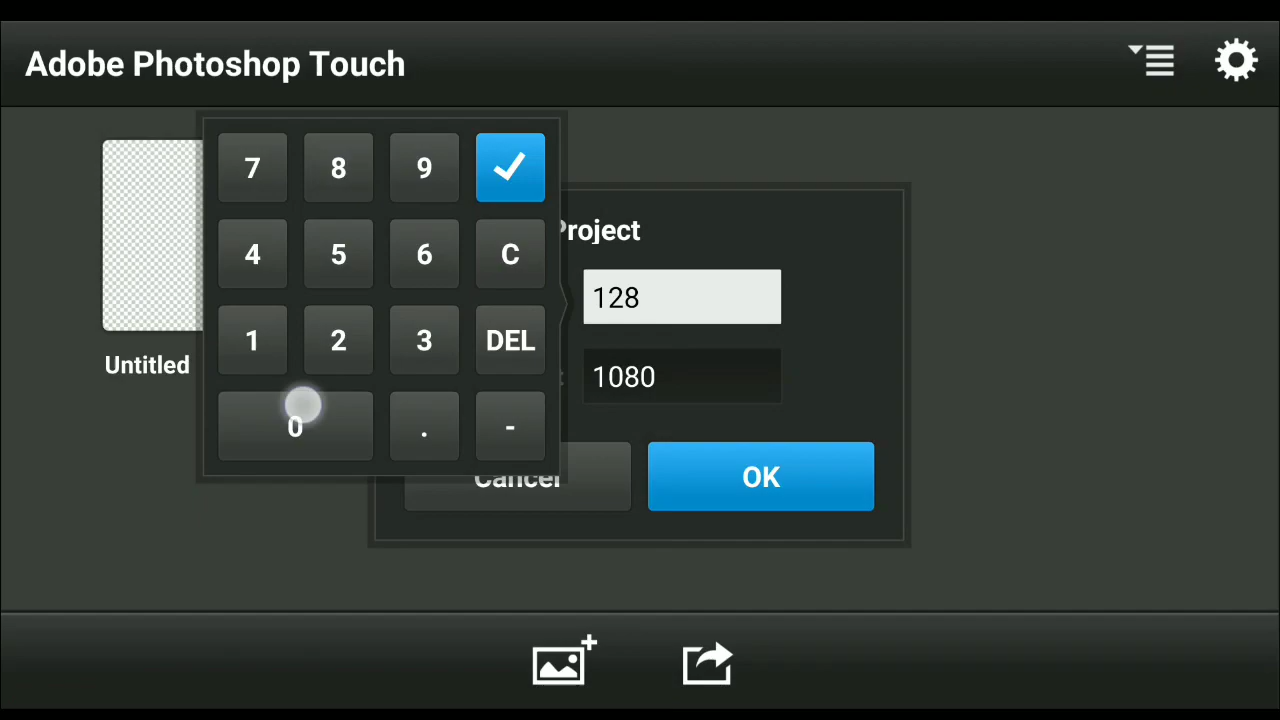 Adobe Photoshop Touch
7 8 9
4 5 6 C
1 2 3 DEL
0 . -
Project
128
1080
Untitled
Cancel
OK